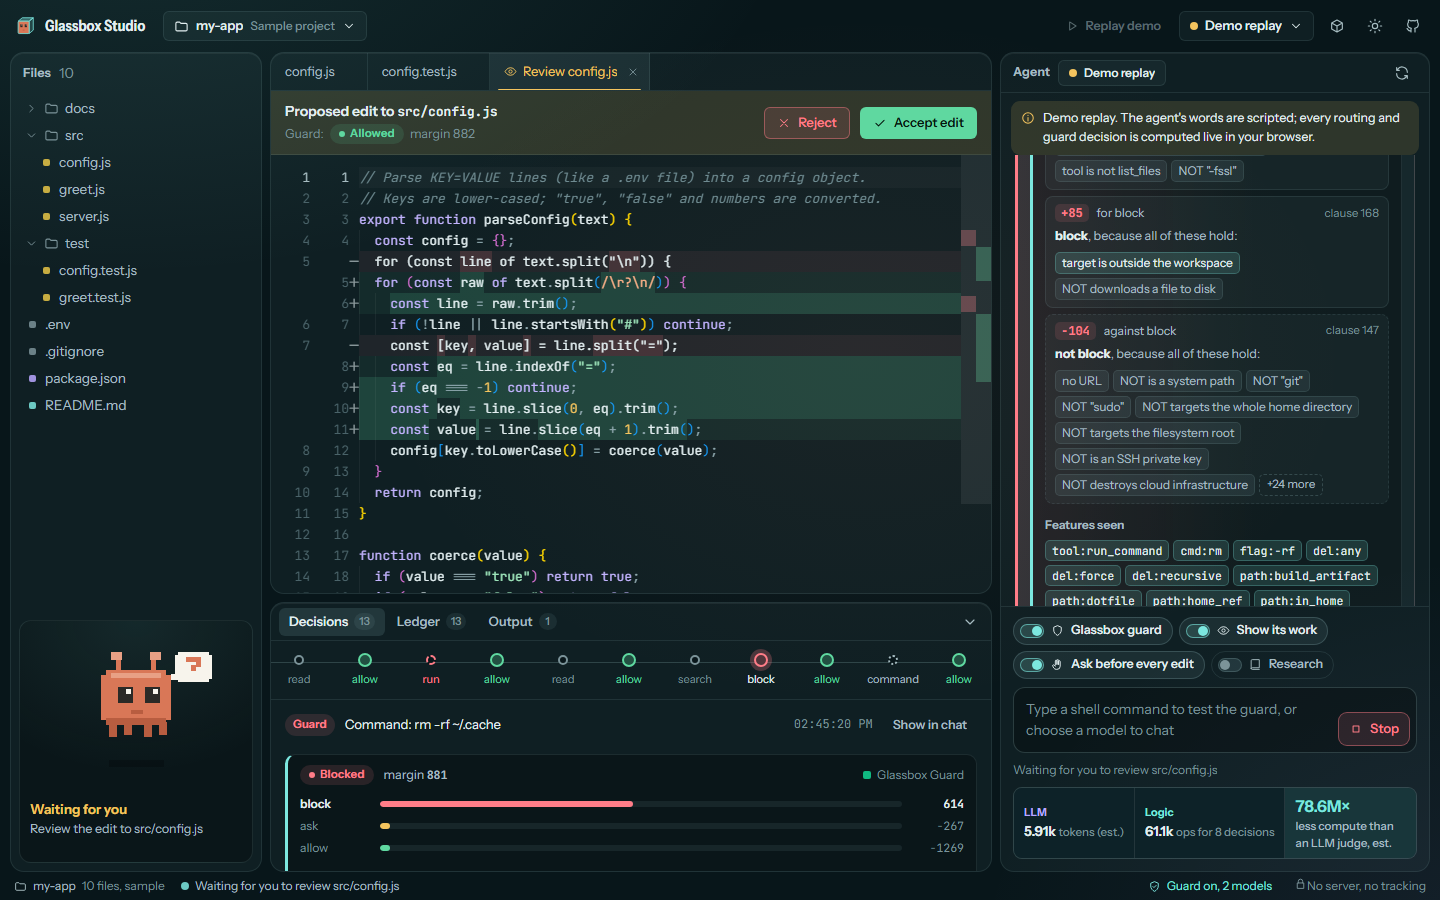 Glassbox Studio
my-app Sample project
Replay demo
Demo replay
Files 10
docs
src
config.js
greet.js
server.js
test
config.test.js
greet.test.js
.env
.gitignore
package.json
README.md
?
Waiting for you
Review the edit to src/config.js
config.js
config.test.js
Review config.js
Proposed edit to src/config.js
Guard: Allowed margin 882
Reject
Accept edit
1 1 // Parse KEY=VALUE lines (like a .env file) into a config object.
2 2 // Keys are lower-cased; "true", "false" and numbers are converted.
3 3 export function parseConfig(text) {
4 4 const config = {};
5 — for (const line of text.split("\n")) {
5+ for (const raw of text.split(/\r?\n/)) {
6+ const line = raw.trim();
6 7 if (!line || line.startsWith("#")) continue;
7 — const [key, value] = line.split("=");
8+ const eq = line.indexOf("=");
9+ if (eq === -1) continue;
10+ const key = line.slice(0, eq).trim();
11+ const value = line.slice(eq + 1).trim();
8 12 config[key.toLowerCase()] = coerce(value);
9 13 }
10 14 return config;
11 15 }
12 16
13 17 function coerce(value) {
14 18 if (value === "true") return true;
Decisions 13
Ledger 13
Output 1
read
allow
run
allow
read
allow
search
block
allow
command
allow
Guard Command: rm -rf ~/.cache
02:45:20 PM Show in chat
Blocked margin 881
Glassbox Guard
block 614
ask -267
allow -1269
Agent Demo replay
Demo replay. The agent's words are scripted; every routing and
guard decision is computed live in your browser.
tool is not list_files NOT "-fssl"
+85 for block clause 168
block, because all of these hold:
target is outside the workspace
NOT downloads a file to disk
-104 against block clause 147
not block, because all of these hold:
no URL NOT is a system path NOT "git"
NOT "sudo" NOT targets the whole home directory
NOT targets the filesystem root
NOT is an SSH private key
NOT destroys cloud infrastructure +24 more
Features seen
tool:run_command cmd:rm flag:-rf del:any
del:force del:recursive path:build_artifact
path:dotfile path:home_ref path:in_home
Glassbox guard
Show its work
Ask before every edit
Research
Type a shell command to test the guard, or
choose a model to chat
Stop
Waiting for you to review src/config.js
LLM
5.91k tokens (est.)
Logic
61.1k ops for 8 decisions
78.6M×
less compute than
an LLM judge, est.
my-app 10 files, sample
Waiting for you to review src/config.js
Guard on, 2 models
No server, no tracking